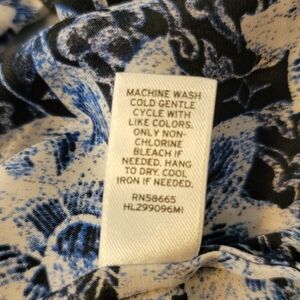 MACHINE WASH
COLD GENTLE
CYCLE WITH
LIKE COLORS.
ONLY NON-
CHLORINE
BLEACH IF
NEEDED. HANG
TO DRY. COOL
IRON IF NEEDED.
RN58665
HL299096MI